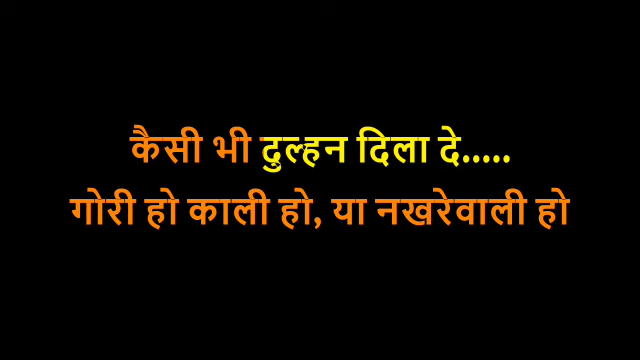 कैसी भी दुल्हन दिला दे.....
गोरी हो काली हो, या नखरेवाली हो